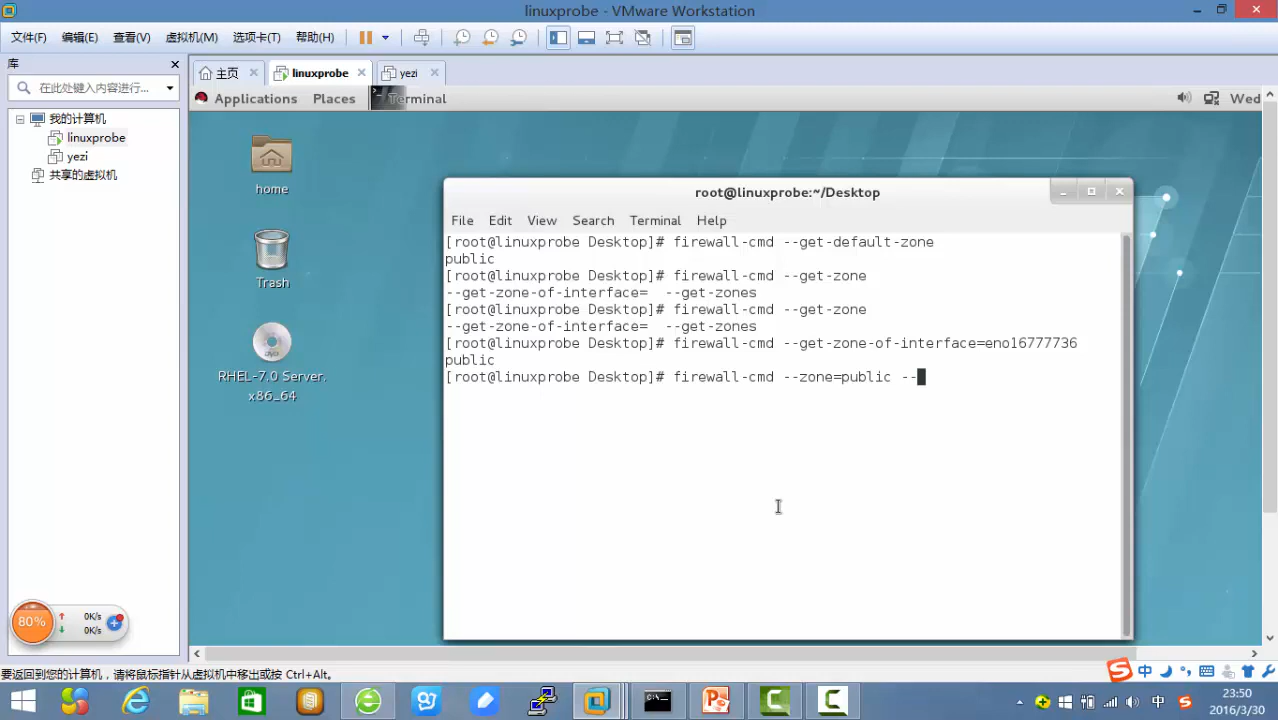 linuxprobe - VMware Workstation
文件(F) 编辑(E) 查看(V) 虚拟机(M) 选项卡(T) 帮助(H)
库
在此处键入内容进行...
我的计算机
linuxprobe
yezi
共享的虚拟机
主页 linuxprobe yezi
Applications Places Terminal Wed
home
Trash
RHEL-7.0 Server.
x86_64
root@linuxprobe:~/Desktop
File Edit View Search Terminal Help
[root@linuxprobe Desktop]# firewall-cmd --get-default-zone
public
[root@linuxprobe Desktop]# firewall-cmd --get-zone
--get-zone-of-interface= --get-zones
[root@linuxprobe Desktop]# firewall-cmd --get-zone
--get-zone-of-interface= --get-zones
[root@linuxprobe Desktop]# firewall-cmd --get-zone-of-interface=eno16777736
public
[root@linuxprobe Desktop]# firewall-cmd --zone=public --
80%
0K/s
0K/s
要返回到您的计算机，请将鼠标指针从虚拟机中移出或按 Ctrl+Alt。
中
中
23:50
2016/3/30